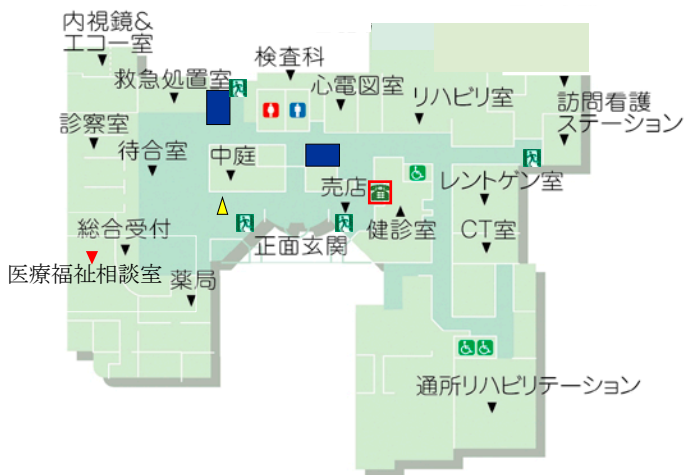 内視鏡&
エコー室
検査科
救急処置室
心電図室
リハビリ室
訪問看護
ステーション
診察室
待合室
中庭
売店
レントゲン室
総合受付
正面玄関
健診室
CT室
医療福祉相談室
薬局
通所リハビリテーション